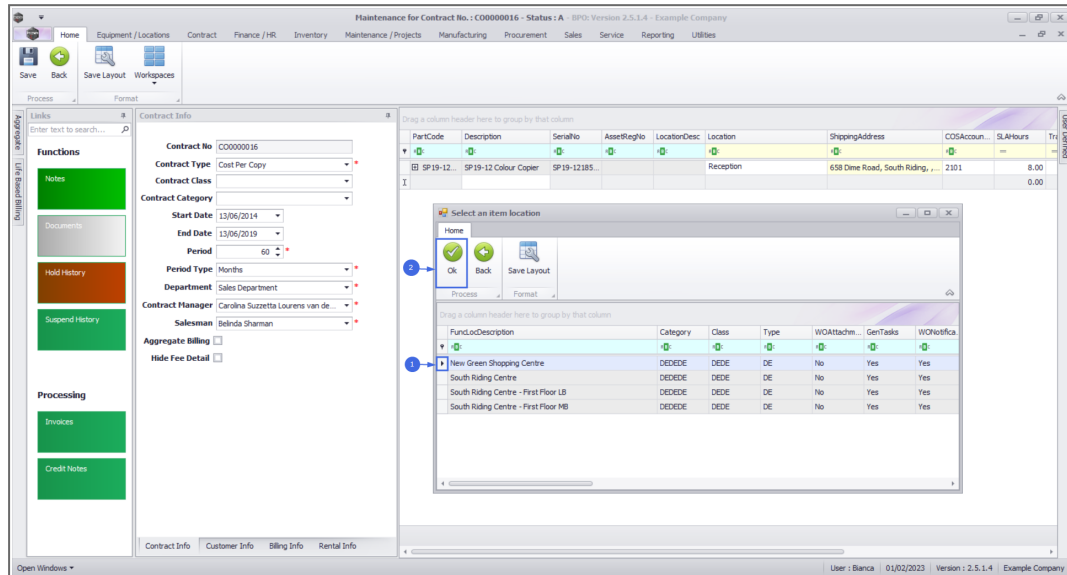 Maintenance for Contract No. : CO0000016 - Status : A - BPO: Version 2.5.1.4 - Example Company
Home Equipment / Locations Contract Finance / HR Inventory Maintenance / Projects Manufacturing Procurement Sales Service Reporting Utilities
Save Back Save Layout Workspaces
Process Format
Aggregate
Life Based Billing
Links
Enter text to search...
Functions
Notes
Documents
Hold History
Suspend History
Processing
Invoices
Credit Notes
Contract Info
Contract No CO0000016
Contract Type Cost Per Copy *
Contract Class
Contract Category
Start Date 13/06/2014
End Date 13/06/2019
Period 60 *
Period Type Months *
Department Sales Department *
Contract Manager Carolina Suzzetta Lourens van de... *
Salesman Belinda Sharman *
Aggregate Billing
Hide Fee Detail
Contract Info Customer Info Billing Info Rental Info
Drag a column header here to group by that column
PartCode Description SerialNo AssetRegNo LocationDesc Location ShippingAddress COSAccoun... SLAHours Tra
SP19-12... SP19-12 Colour Copier SP19-12185... Reception 658 Dime Road, South Riding, ,... 2101 8.00
0.00
User Defined
Select an item location
Home
2
Ok Back Save Layout
Process Format
Drag a column header here to group by that column
FuncLocDescription Category Class Type WOAttachm... GenTasks WONotifica...
1
New Green Shopping Centre DEDEDE DEDE DE No Yes Yes
South Riding Centre DEDEDE DEDE DE No Yes Yes
South Riding Centre - First Floor LB DEDEDE DEDE DE No Yes Yes
South Riding Centre - First Floor MB DEDEDE DEDE DE No Yes Yes
Open Windows
User : Bianca 01/02/2023 Version : 2.5.1.4 Example Company